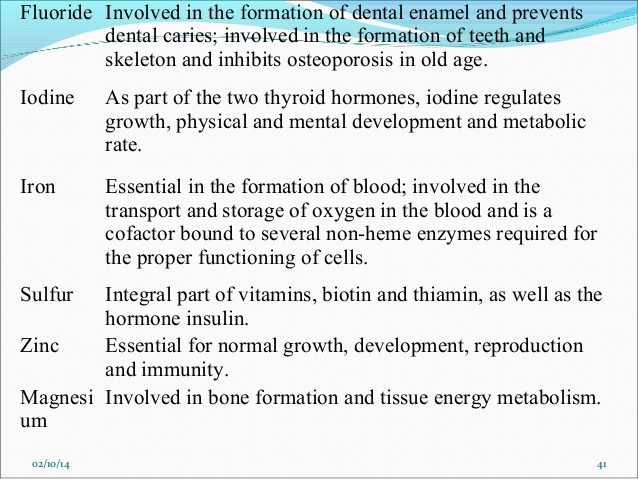 Fluoride Involved in the formation of dental enamel and prevents
dental caries; involved in the formation of teeth and
skeleton and inhibits osteoporosis in old age.
Iodine As part of the two thyroid hormones, iodine regulates
growth, physical and mental development and metabolic
rate.
Iron Essential in the formation of blood; involved in the
transport and storage of oxygen in the blood and is a
cofactor bound to several non-heme enzymes required for
the proper functioning of cells.
Sulfur Integral part of vitamins, biotin and thiamin, as well as the
hormone insulin.
Zinc Essential for normal growth, development, reproduction
and immunity.
Magnesi Involved in bone formation and tissue energy metabolism.
um
02/10/14 41